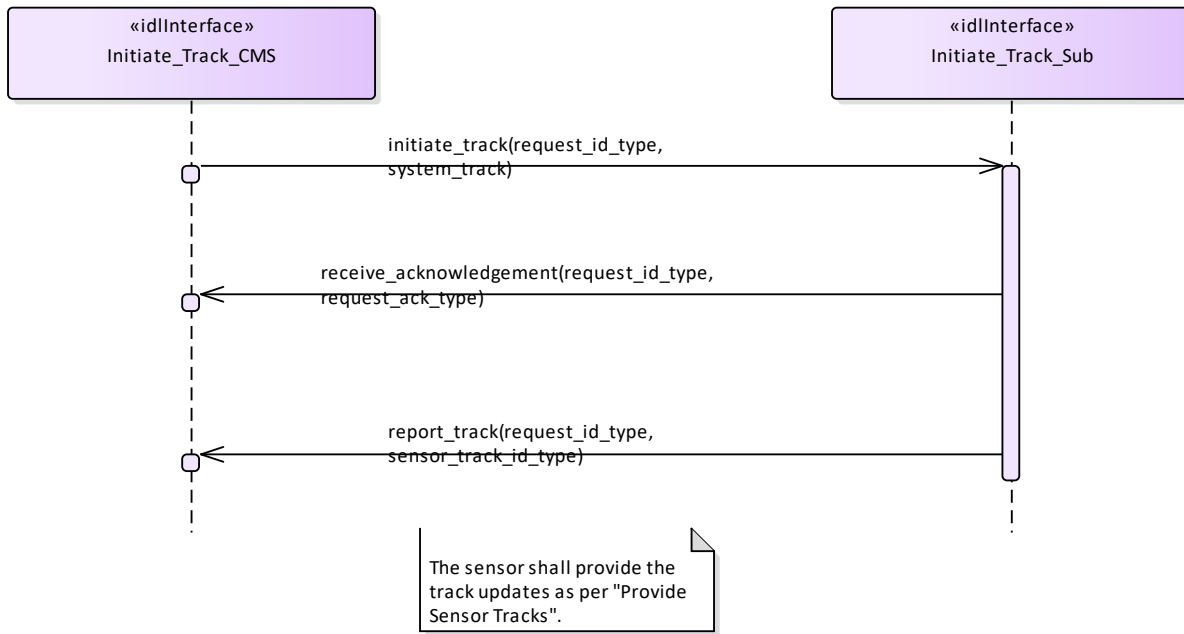 «idlInterface»
Initiate_Track_CMS
«idlInterface»
Initiate_Track_Sub
initiate_track(request_id_type,
system_track)
receive_acknowledgement(request_id_type,
request_ack_type)
report_track(request_id_type,
sensor_track_id_type)
The sensor shall provide the
track updates as per "Provide
Sensor Tracks".